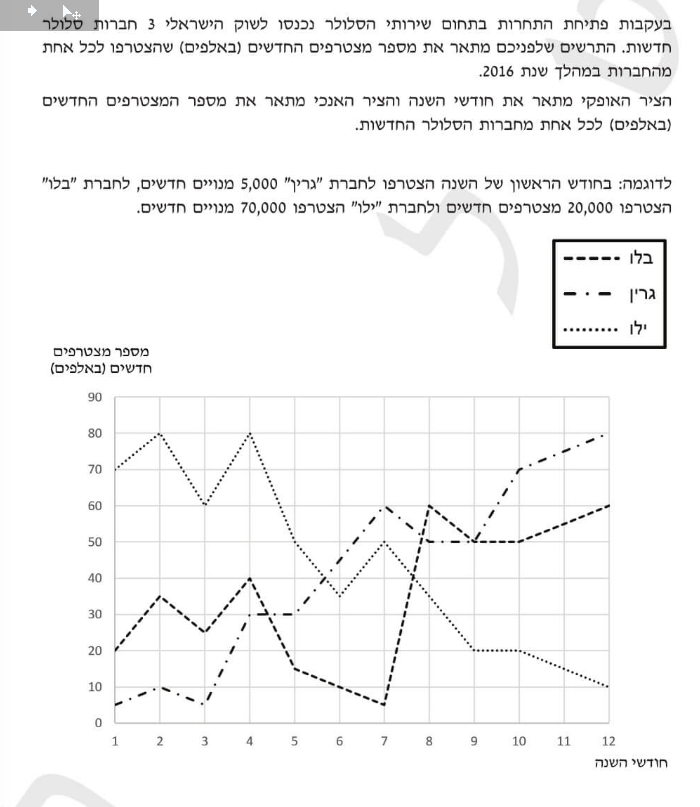 בעקבות פתיחת התחרות בתחום שירותי הסלולר נכנסו לשוק הישראלי 3 חברות סלולר
חדשות. התרשים שלפניכם מתאר את מספר מצטרפים החדשים (באלפים) שהצטרפו לכל אחת
מהחברות במהלך שנת 2016.
הציר האופקי מתאר את חודשי השנה והציר האנכי מתאר את מספר המצטרפים החדשים
(באלפים) לכל אחת מחברות הסלולר החדשות.
לדוגמה: בחודש הראשון של השנה הצטרפו לחברת "גרין" 5,000 מנויים חדשים, לחברת "בלו"
הצטרפו 20,000 מצטרפים חדשים ולחברת "ילו" הצטרפו 70,000 מנויים חדשים.
בלו
גרין
ילו
מספר מצטרפים
חדשים (באלפים)
90
80
70
60
50
40
30
20
10
0
1 2 3 4 5 6 7 8 9 10 11 12
חודשי השנה